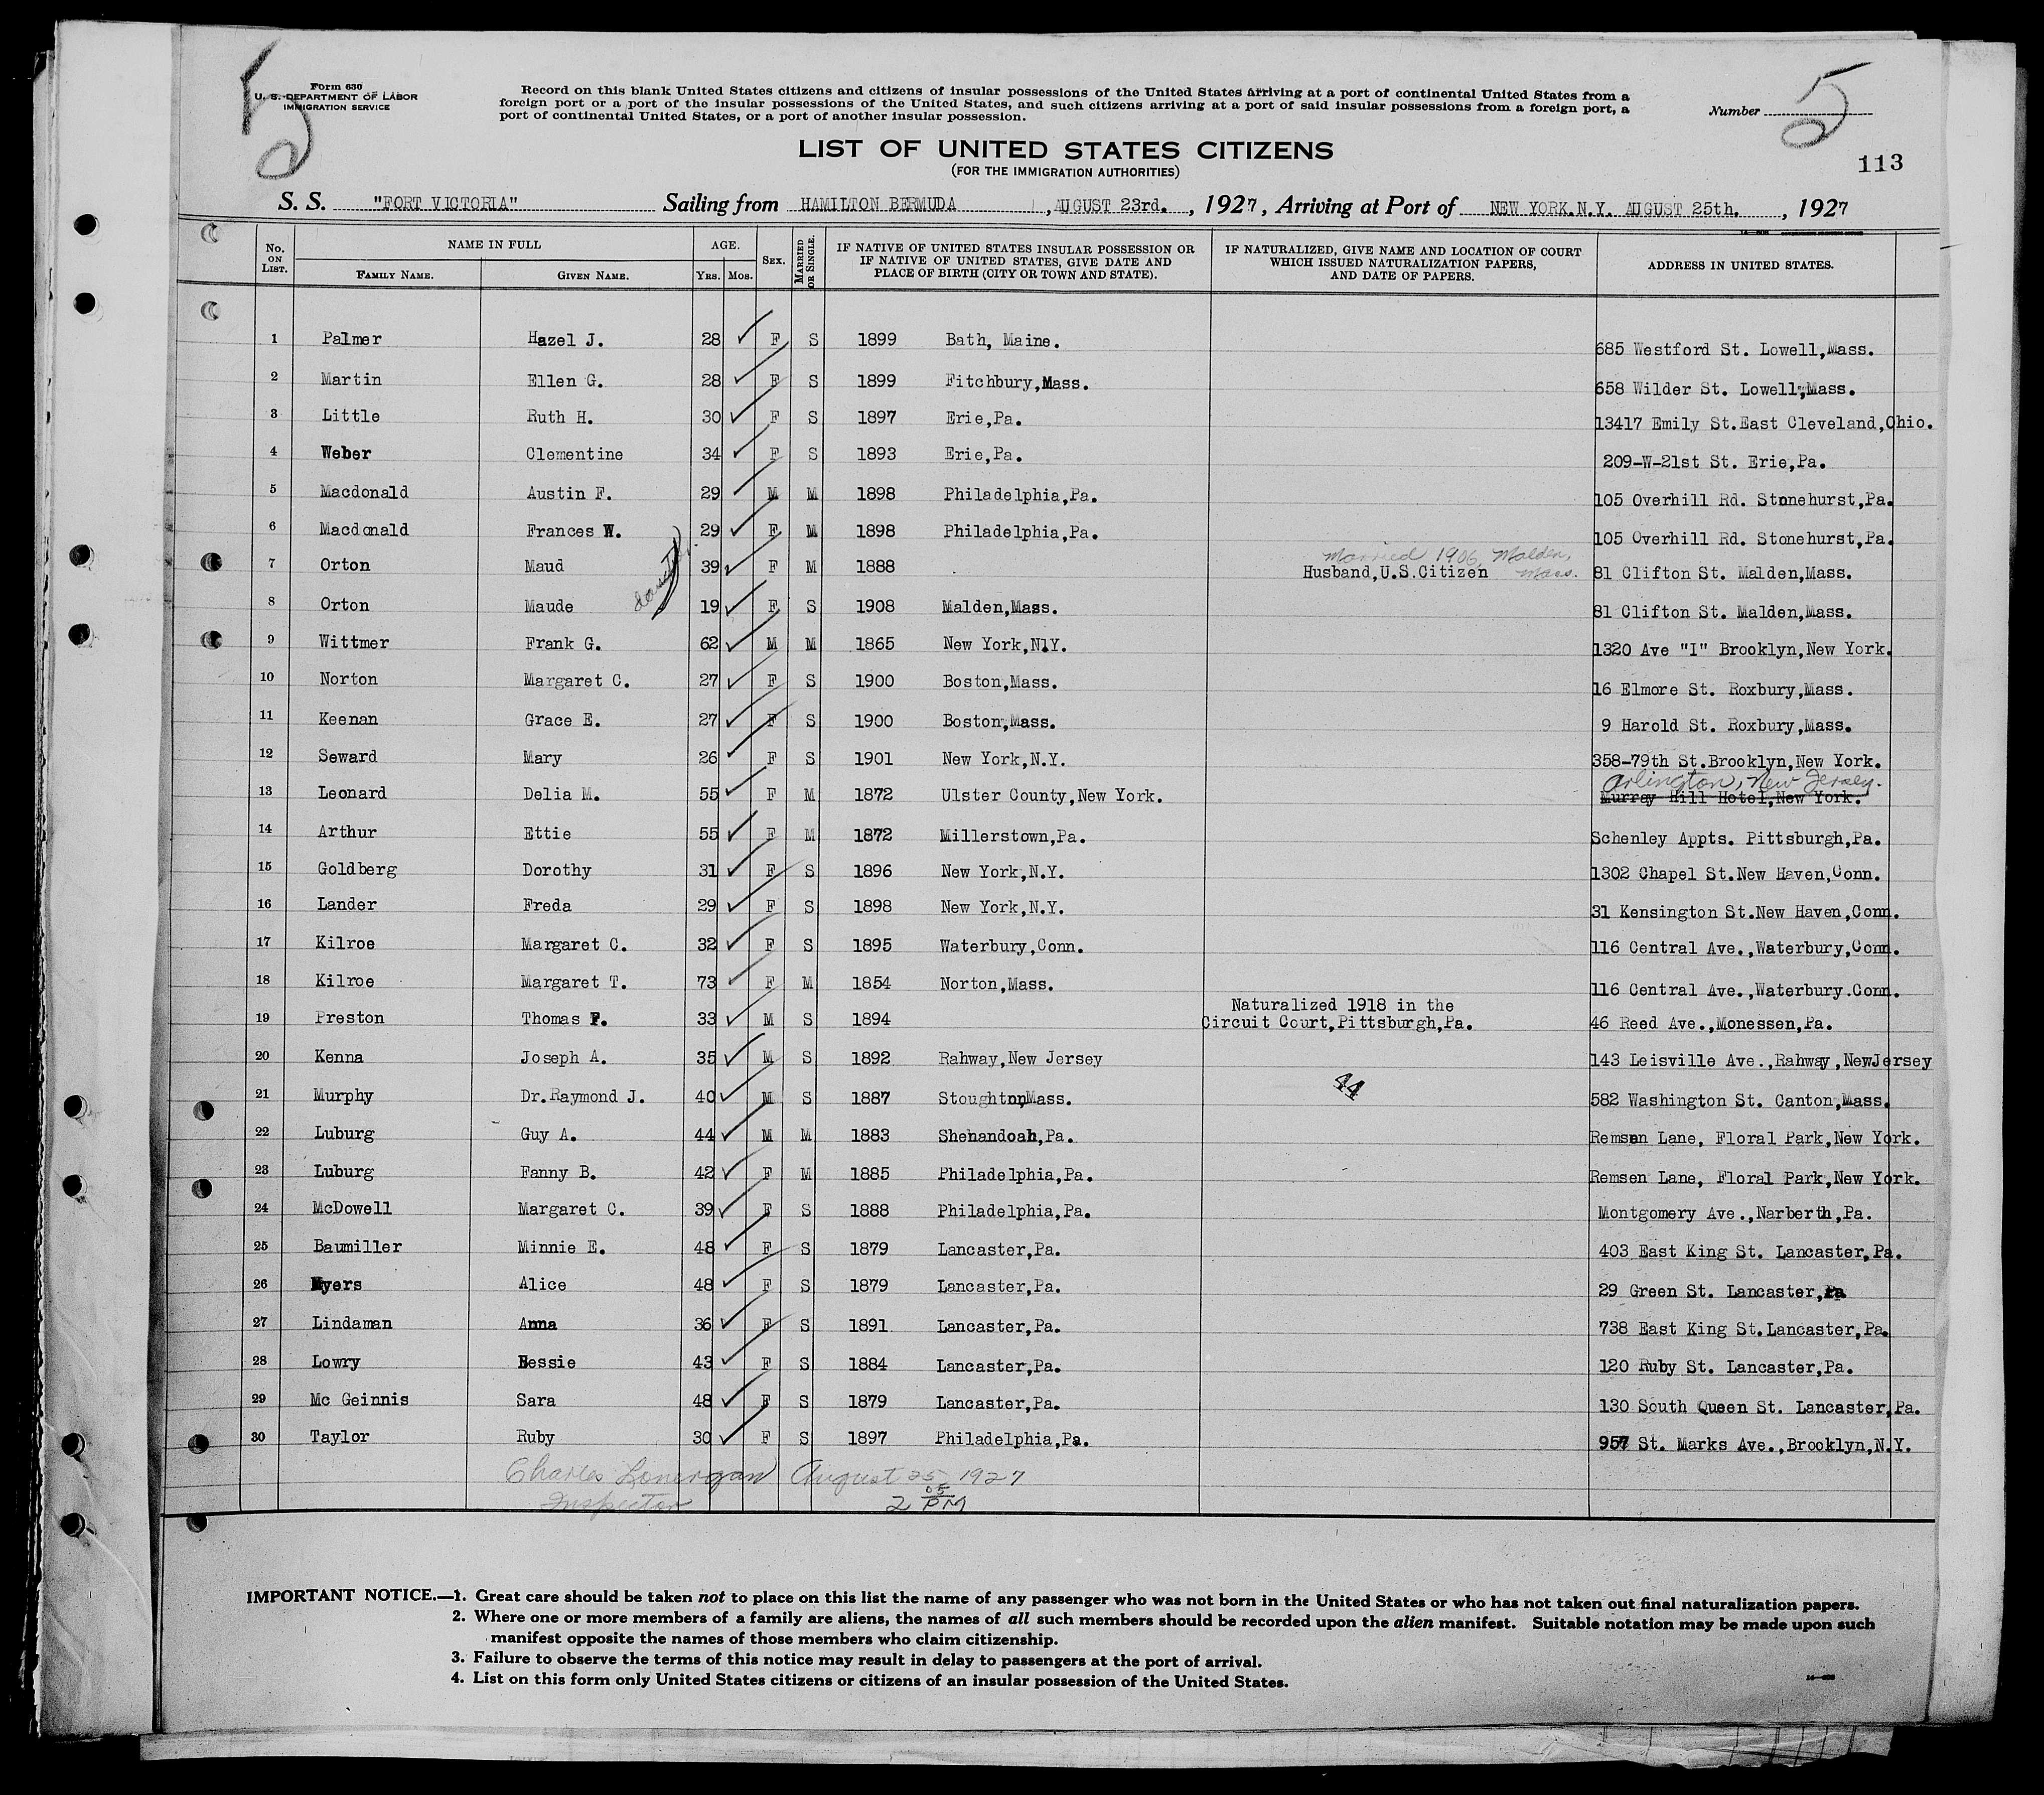 5
Form 630
U. S. DEPARTMENT OF LABOR
IMMIGRATION SERVICE
Record on this blank United States citizens and citizens of insular possessions of the United States arriving at a port of continental United States from a
foreign port or a port of the insular possessions of the United States, and such citizens arriving at a port of said insular possessions from a foreign port, a
port of continental United States, or a port of another insular possession.
Number 5
LIST OF UNITED STATES CITIZENS
(FOR THE IMMIGRATION AUTHORITIES)
113
S. S. "FORT VICTORIA" Sailing from HAMILTON BERMUDA, AUGUST 23rd., 1927, Arriving at Port of NEW YORK.N.Y. AUGUST 25th., 1927
No. ON LIST. NAME IN FULL FAMILY NAME. GIVEN NAME. AGE. YRS. MOS. SEX. MARRIED OR SINGLE. IF NATIVE OF UNITED STATES INSULAR POSSESSION OR IF NATIVE OF UNITED STATES, GIVE DATE AND PLACE OF BIRTH (CITY OR TOWN AND STATE). IF NATURALIZED, GIVE NAME AND LOCATION OF COURT WHICH ISSUED NATURALIZATION PAPERS, AND DATE OF PAPERS. ADDRESS IN UNITED STATES.
1 Palmer Hazel J. 28 F S 1899 Bath, Maine. 685 Westford St. Lowell,Mass.
2 Martin Ellen G. 28 F S 1899 Fitchbury,Mass. 658 Wilder St. Lowell,Mass.
3 Little Ruth H. 30 F S 1897 Erie,Pa. 13417 Emily St.East Cleveland,Ohio.
4 Weber Clementine 34 F S 1893 Erie,Pa. 209-W-21st St. Erie,Pa.
5 Macdonald Austin F. 29 M M 1898 Philadelphia,Pa. 105 Overhill Rd. Stonehurst,Pa.
6 Macdonald Frances W. 29 F M 1898 Philadelphia,Pa. 105 Overhill Rd. Stonehurst,Pa.
Married 1906, Malden, Mass.
7 Orton Maud 39 F M 1888 Husband,U.S.Citizen 81 Clifton St. Malden,Mass.
daughter
8 Orton Maude 19 F S 1908 Malden,Mass. 81 Clifton St. Malden,Mass.
9 Wittmer Frank G. 62 M M 1865 New York,N.Y. 1320 Ave "I" Brooklyn,New York.
10 Norton Margaret C. 27 F S 1900 Boston,Mass. 16 Elmore St. Roxbury,Mass.
11 Keenan Grace E. 27 F S 1900 Boston,Mass. 9 Harold St. Roxbury,Mass.
12 Seward Mary 26 F S 1901 New York,N.Y. 358-79th St.Brooklyn,New York.
Arlington, New Jersey.
13 Leonard Delia M. 55 F M 1872 Ulster County,New York. Murray Hill Hotel,New York.
14 Arthur Ettie 55 F M 1872 Millerstown,Pa. Schenley Appts. Pittsburgh,Pa.
15 Goldberg Dorothy 31 F S 1896 New York,N.Y. 1302 Chapel St.New Haven,Conn.
16 Lander Freda 29 F S 1898 New York,N.Y. 31 Kensington St.New Haven,Conn.
17 Kilroe Margaret C. 32 F S 1895 Waterbury,Conn. 116 Central Ave.,Waterbury,Conn.
18 Kilroe Margaret T. 73 F M 1854 Norton,Mass. 116 Central Ave.,Waterbury.Conn.
Naturalized 1918 in the
19 Preston Thomas F. 33 M S 1894 Circuit Court,Pittsburgh,Pa. 46 Reed Ave.,Monessen,Pa.
20 Kenna Joseph A. 35 M S 1892 Rahway,New Jersey 143 Leisville Ave.,Rahway,NewJersey
44
21 Murphy Dr.Raymond J. 40 M S 1887 Stoughton,Mass. 582 Washington St. Canton,Mass.
22 Luburg Guy A. 44 M M 1883 Shenandoah,Pa. Remsen Lane, Floral Park,New York.
23 Luburg Fanny B. 42 F M 1885 Philadelphia,Pa. Remsen Lane, Floral Park,New York.
24 McDowell Margaret C. 39 F S 1888 Philadelphia,Pa. Montgomery Ave.,Narberth,Pa.
25 Baumiller Minnie E. 48 F S 1879 Lancaster,Pa. 403 East King St. Lancaster,Pa.
26 Myers Alice 48 F S 1879 Lancaster,Pa. 29 Green St. Lancaster,Pa
27 Lindaman Anna 36 F S 1891 Lancaster,Pa. 738 East King St.Lancaster,Pa.
28 Lowry Bessie 43 F S 1884 Lancaster,Pa. 120 Ruby St. Lancaster,Pa.
29 Mc Geinnis Sara 48 F S 1879 Lancaster,Pa. 130 South Queen St. Lancaster,Pa.
30 Taylor Ruby 30 F S 1897 Philadelphia,Pa. 957 St. Marks Ave.,Brooklyn,N.Y.
Charles Lonergan August 25 1927
Inspector 2 05 PM
IMPORTANT NOTICE.—1. Great care should be taken not to place on this list the name of any passenger who was not born in the United States or who has not taken out final naturalization papers.
2. Where one or more members of a family are aliens, the names of all such members should be recorded upon the alien manifest. Suitable notation may be made upon such
manifest opposite the names of those members who claim citizenship.
3. Failure to observe the terms of this notice may result in delay to passengers at the port of arrival.
4. List on this form only United States citizens or citizens of an insular possession of the United States.